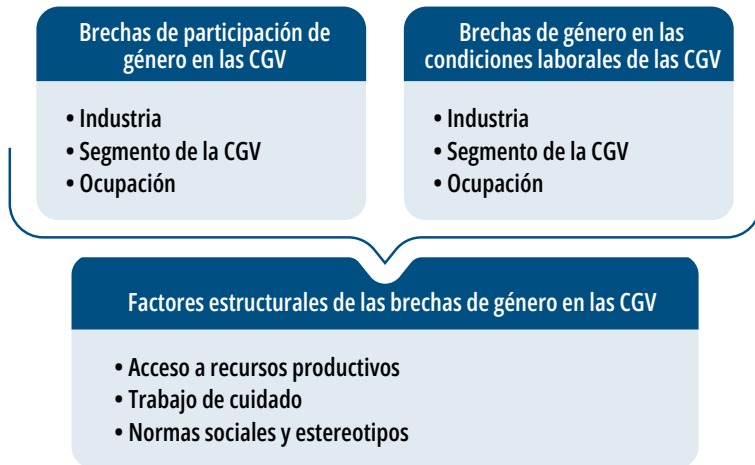 Brechas de participación de
género en las CGV
• Industria
• Segmento de la CGV
• Ocupación
Brechas de género en las
condiciones laborales de las CGV
• Industria
• Segmento de la CGV
• Ocupación
Factores estructurales de las brechas de género en las CGV
• Acceso a recursos productivos
• Trabajo de cuidado
• Normas sociales y estereotipos